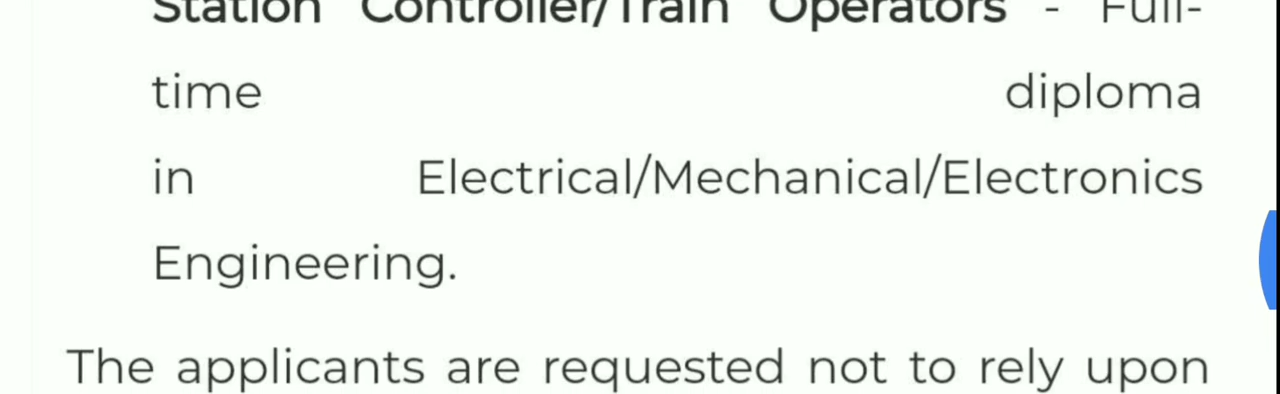 Station Controller/Train Operators - Full-
time diploma
in Electrical/Mechanical/Electronics
Engineering.
The applicants are requested not to rely upon